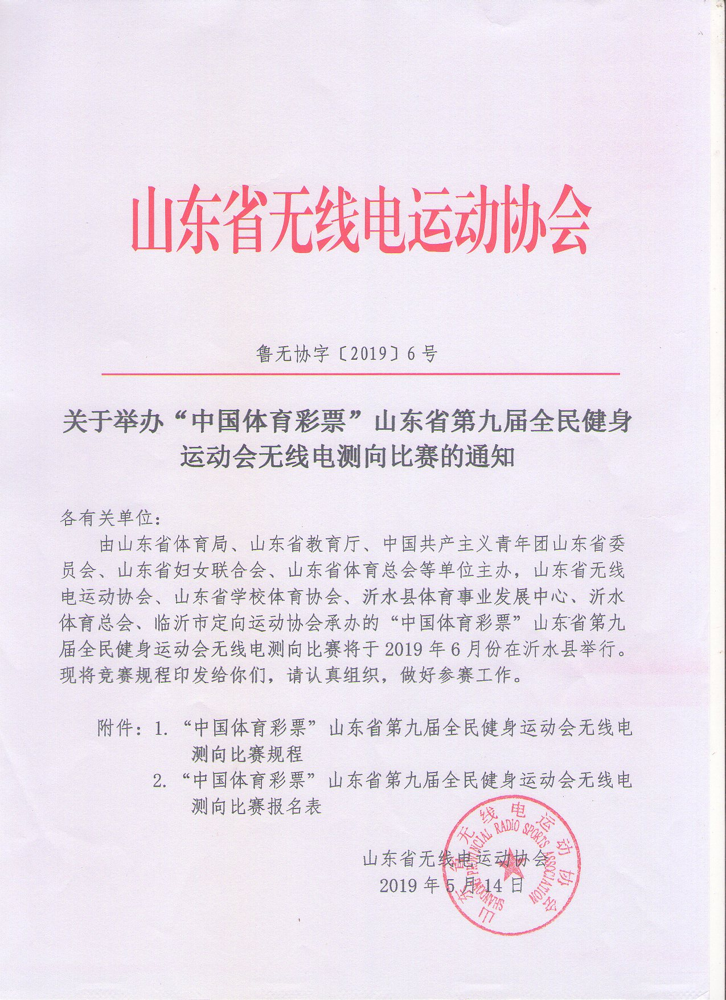 山东省无线电运动协会
鲁无协字〔2019〕6号
关于举办“中国体育彩票”山东省第九届全民健身
运动会无线电测向比赛的通知
各有关单位：
由山东省体育局、山东省教育厅、中国共产主义青年团山东省委
员会、山东省妇女联合会、山东省体育总会等单位主办，山东省无线
电运动协会、山东省学校体育协会、沂水县体育事业发展中心、沂水
体育总会、临沂市定向运动协会承办的“中国体育彩票”山东省第九
届全民健身运动会无线电测向比赛将于2019年6月份在沂水县举行。
现将竞赛规程印发给你们，请认真组织，做好参赛工作。
附件：1.“中国体育彩票”山东省第九届全民健身运动会无线电
测向比赛规程
2.“中国体育彩票”山东省第九届全民健身运动会无线电
测向比赛报名表
山东省无线电运动协会
2019年5月14日
山东省无线电运动协会
SHANDONG PROVINCIAL RADIO SPORTS ASSOCIATION